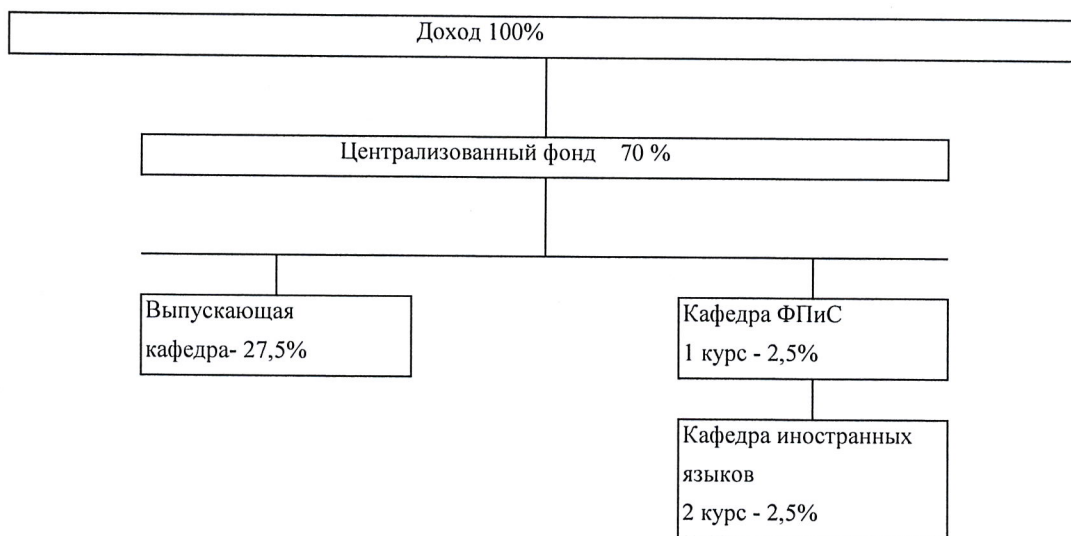 Доход 100%
Централизованный фонд 70 %
Выпускающая
кафедра- 27,5%
Кафедра ФПиС
1 курс - 2,5%
Кафедра иностранных
языков
2 курс - 2,5%